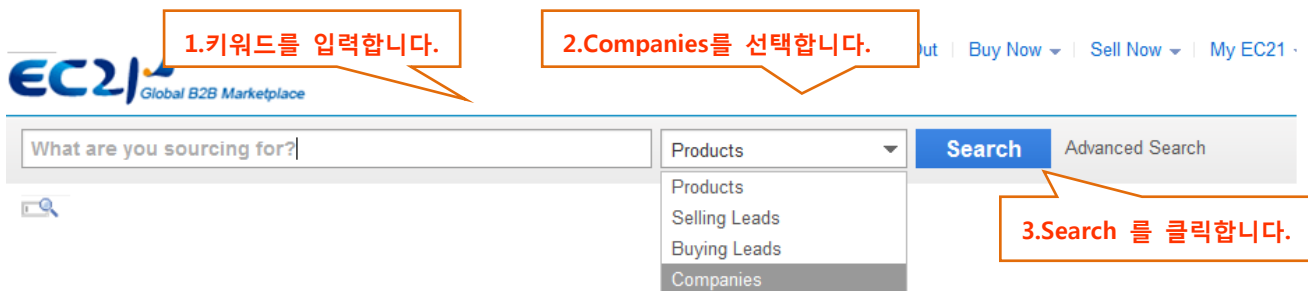 1.키워드를 입력합니다.
2.Companies를 선택합니다.
Buy Now
Sell Now
My EC21
EC21
Global B2B Marketplace
What are you sourcing for?
Products
Search
Advanced Search
Products
Selling Leads
Buying Leads
Companies
3.Search 를 클릭합니다.